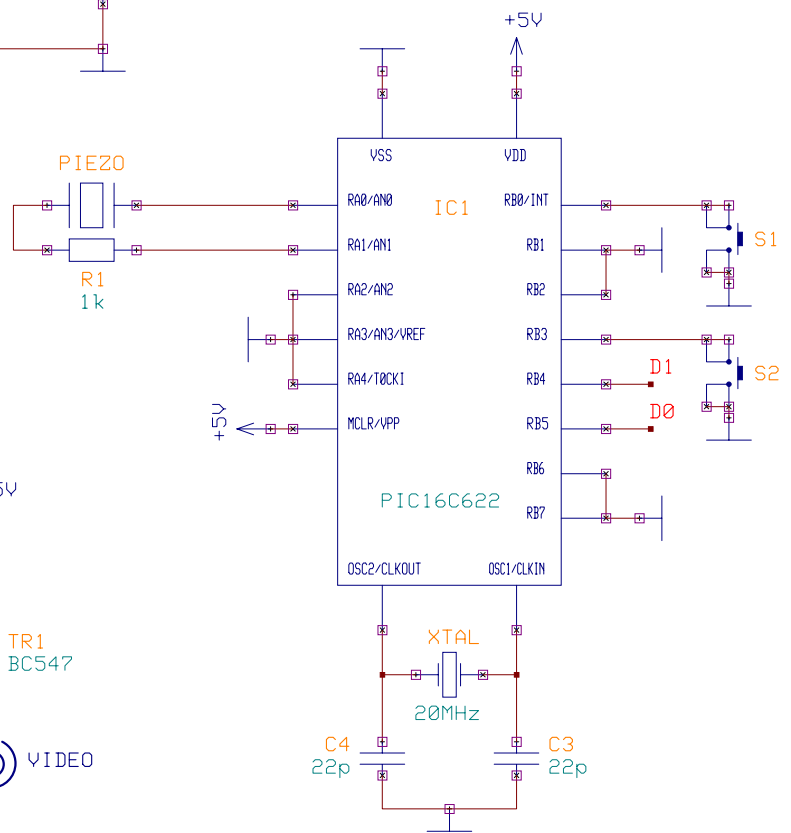 +5V
VSS
VDD
PIEZO
RA0/AN0
IC1
RB0/INT
S1
RA1/AN1
RB1
R1
1k
RA2/AN2
RB2
RA3/AN3/VREF
RB3
D1
S2
RA4/T0CKI
RB4
D0
+5V
MCLR/VPP
RB5
RB6
5V
PIC16C622
RB7
OSC2/CLKOUT
OSC1/CLKIN
TR1
BC547
XTAL
20MHz
C4
22p
C3
22p
VIDEO